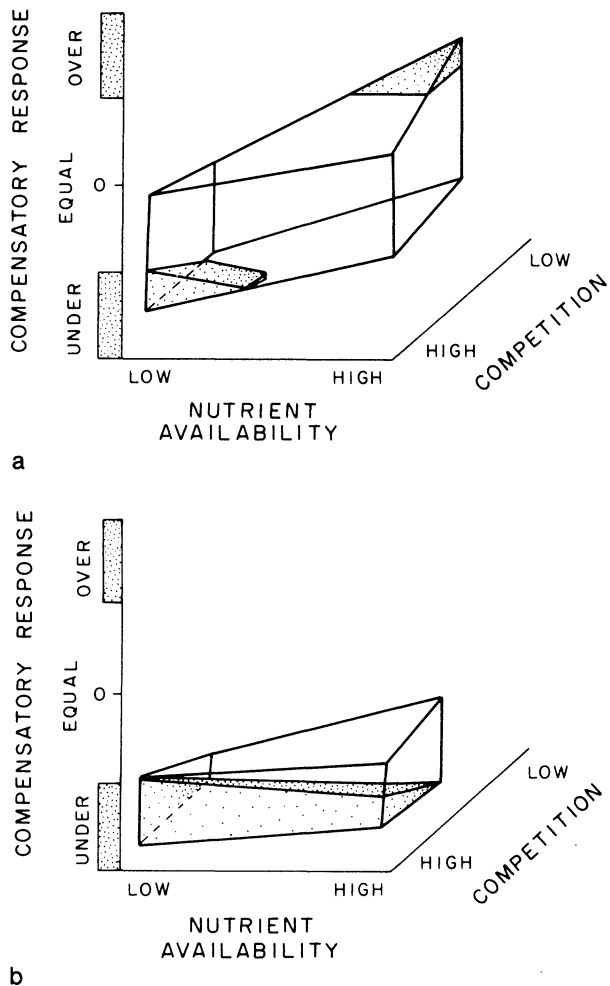 COMPENSATORY RESPONSE
OVER
EQUAL
0
UNDER
LOW
HIGH
HIGH
LOW
COMPETITION
NUTRIENT
AVAILABILITY
a
COMPENSATORY RESPONSE
OVER
EQUAL
0
UNDER
LOW
HIGH
HIGH
LOW
COMPETITION
NUTRIENT
AVAILABILITY
b